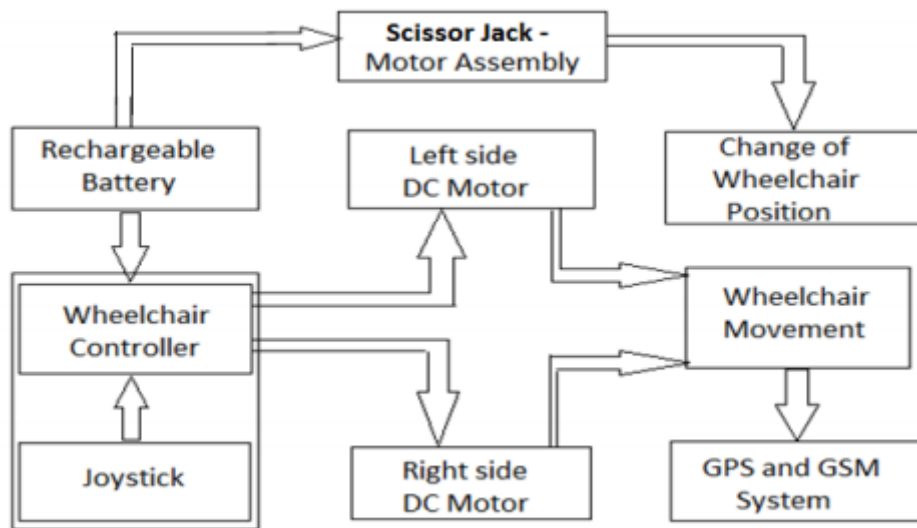 Scissor Jack -
Motor Assembly
Rechargeable
Battery
Left side
DC Motor
Change of
Wheelchair
Position
Wheelchair
Controller
Wheelchair
Movement
Joystick
Right side
DC Motor
GPS and GSM
System